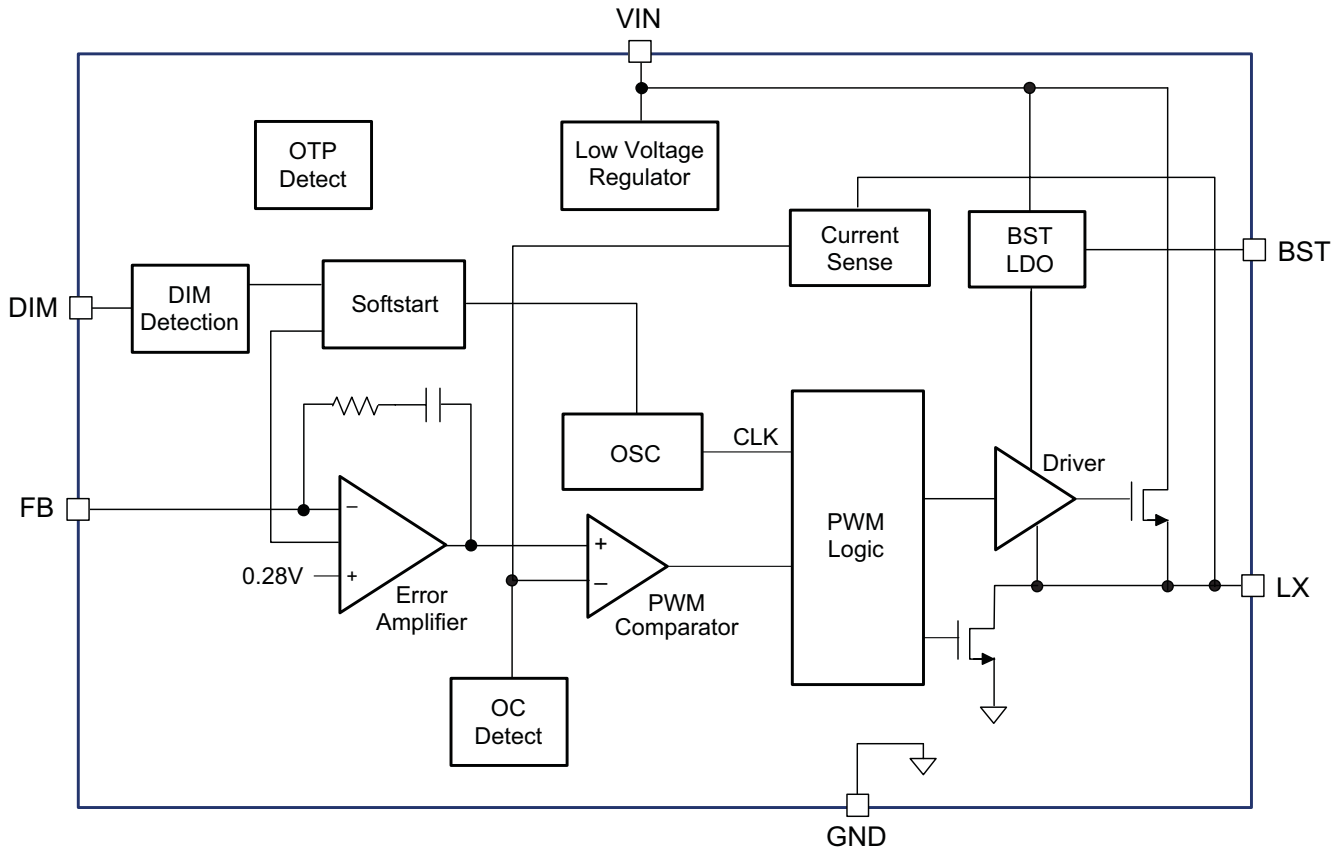 VIN
OTP
Detect
Low Voltage
Regulator
Current
Sense
BST
LDO
BST
DIM
DIM
Detection
Softstart
OSC
CLK
Driver
FB
−
+
0.28V
Error
Amplifier
+
−
PWM
Comparator
PWM
Logic
LX
OC
Detect
GND